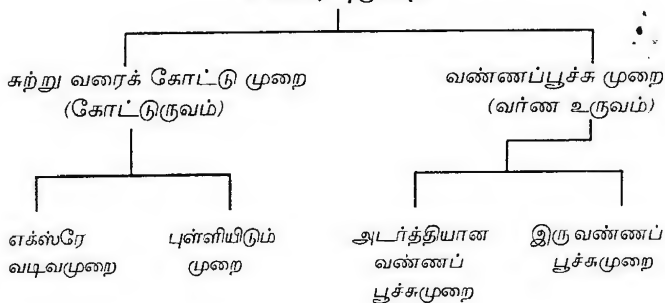 சுற்று வரைக் கோட்டு முறை
(கோட்டுருவம்)
வண்ணப்பூச்சு முறை
(வர்ண உருவம்)
எக்ஸ்ரே
வடிவமுறை
புள்ளியிடும்
முறை
அடர்த்தியான
வண்ணப்
பூச்சுமுறை
இரு வண்ணப்
பூச்சுமுறை